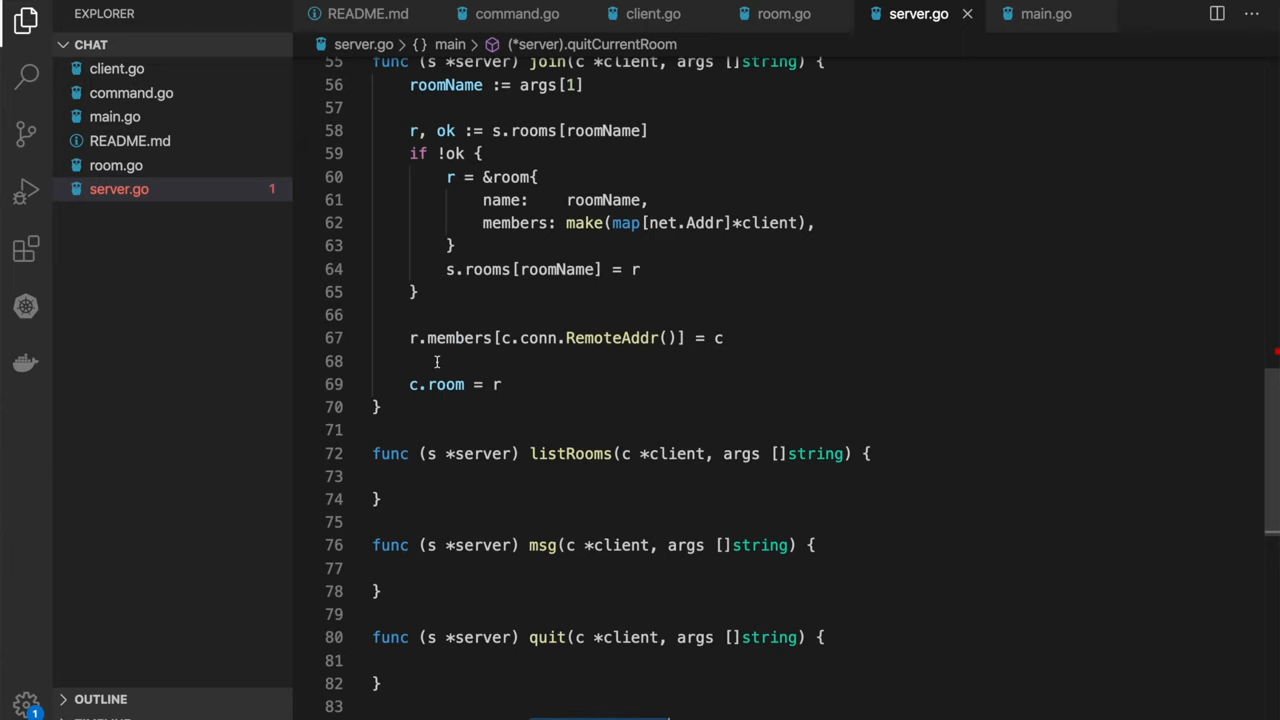 EXPLORER
README.md
command.go
client.go
room.go
server.go
main.go
CHAT
server.go > {} main > (*server).quitCurrentRoom
client.go
command.go
main.go
README.md
room.go
server.go 1
55 func (s *server) join(c *client, args []string) {
56 roomName := args[1]
57
58 r, ok := s.rooms[roomName]
59 if !ok {
60 r = &room{
61 name: roomName,
62 members: make(map[net.Addr]*client),
63 }
64 s.rooms[roomName] = r
65 }
66
67 r.members[c.conn.RemoteAddr()] = c
68
69 c.room = r
70 }
71
72 func (s *server) listRooms(c *client, args []string) {
73
74 }
75
76 func (s *server) msg(c *client, args []string) {
77
78 }
79
80 func (s *server) quit(c *client, args []string) {
81
82 }
83
OUTLINE
1